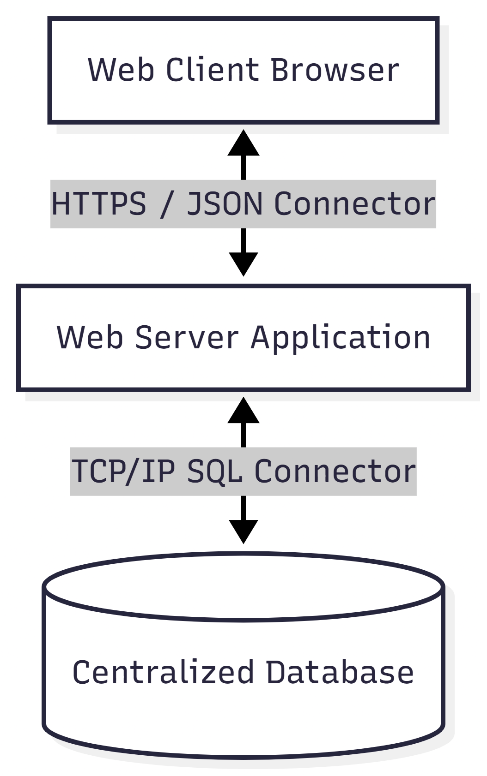 Web Client Browser
HTTPS / JSON Connector
Web Server Application
TCP/IP SQL Connector
Centralized Database